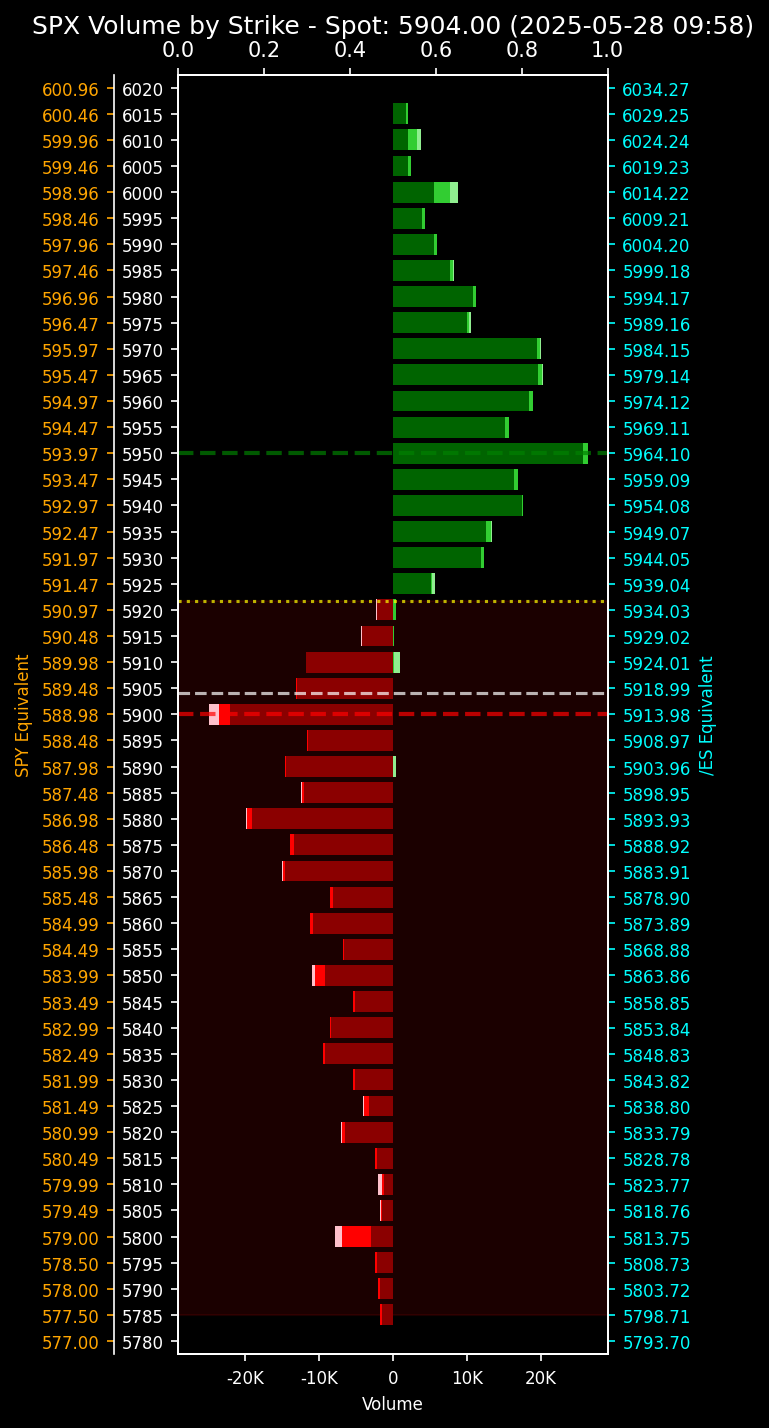 SPX Volume by Strike - Spot: 5904.00 (2025-05-28 09:58)
0.0 0.2 0.4 0.6 0.8 1.0
600.96 6020 6034.27
600.46 6015 6029.25
599.96 6010 6024.24
599.46 6005 6019.23
598.96 6000 6014.22
598.46 5995 6009.21
597.96 5990 6004.20
597.46 5985 5999.18
596.96 5980 5994.17
596.47 5975 5989.16
595.97 5970 5984.15
595.47 5965 5979.14
594.97 5960 5974.12
594.47 5955 5969.11
593.97 5950 5964.10
593.47 5945 5959.09
592.97 5940 5954.08
592.47 5935 5949.07
591.97 5930 5944.05
591.47 5925 5939.04
590.97 5920 5934.03
590.48 5915 5929.02
589.98 5910 5924.01
589.48 5905 5918.99
588.98 5900 5913.98
588.48 5895 5908.97
587.98 5890 5903.96
587.48 5885 5898.95
586.98 5880 5893.93
586.48 5875 5888.92
585.98 5870 5883.91
585.48 5865 5878.90
584.99 5860 5873.89
584.49 5855 5868.88
583.99 5850 5863.86
583.49 5845 5858.85
582.99 5840 5853.84
582.49 5835 5848.83
581.99 5830 5843.82
581.49 5825 5838.80
580.99 5820 5833.79
580.49 5815 5828.78
579.99 5810 5823.77
579.49 5805 5818.76
579.00 5800 5813.75
578.50 5795 5808.73
578.00 5790 5803.72
577.50 5785 5798.71
577.00 5780 5793.70
SPY Equivalent
/ES Equivalent
-20K -10K 0 10K 20K
Volume